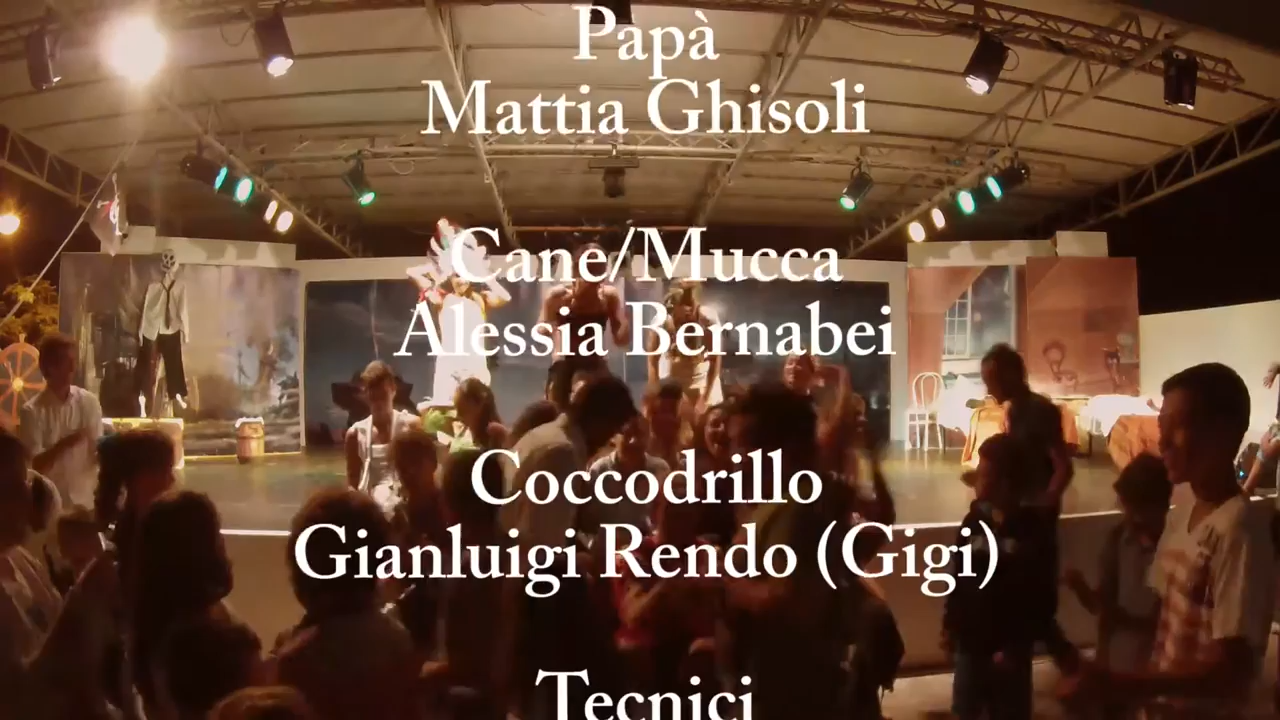 Papà
Mattia Ghisoli
Cane/Mucca
Alessia Bernabei
Coccodrillo
Gianluigi Rendo (Gigi)
Tecnici